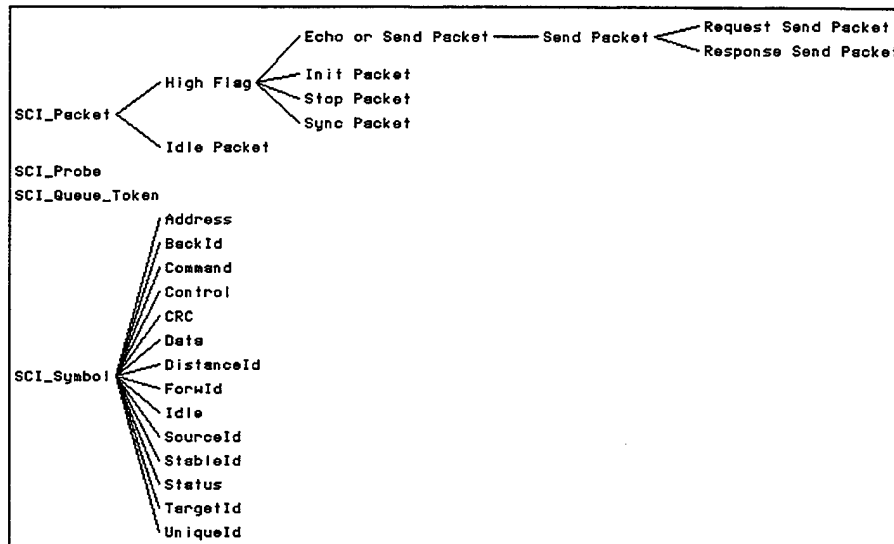 Request Send Packet
Echo or Send Packet Send Packet
Response Send Packet
High Flag Init Packet
Stop Packet
SCI_Packet
Sync Packet
Idle Packet
SCI_Probe
SCI_Queue_Token
Address
BackId
Command
Control
CRC
Data
DistanceId
SCI_Symbol
ForwId
Idle
SourceId
StableId
Status
TargetId
UniqueId